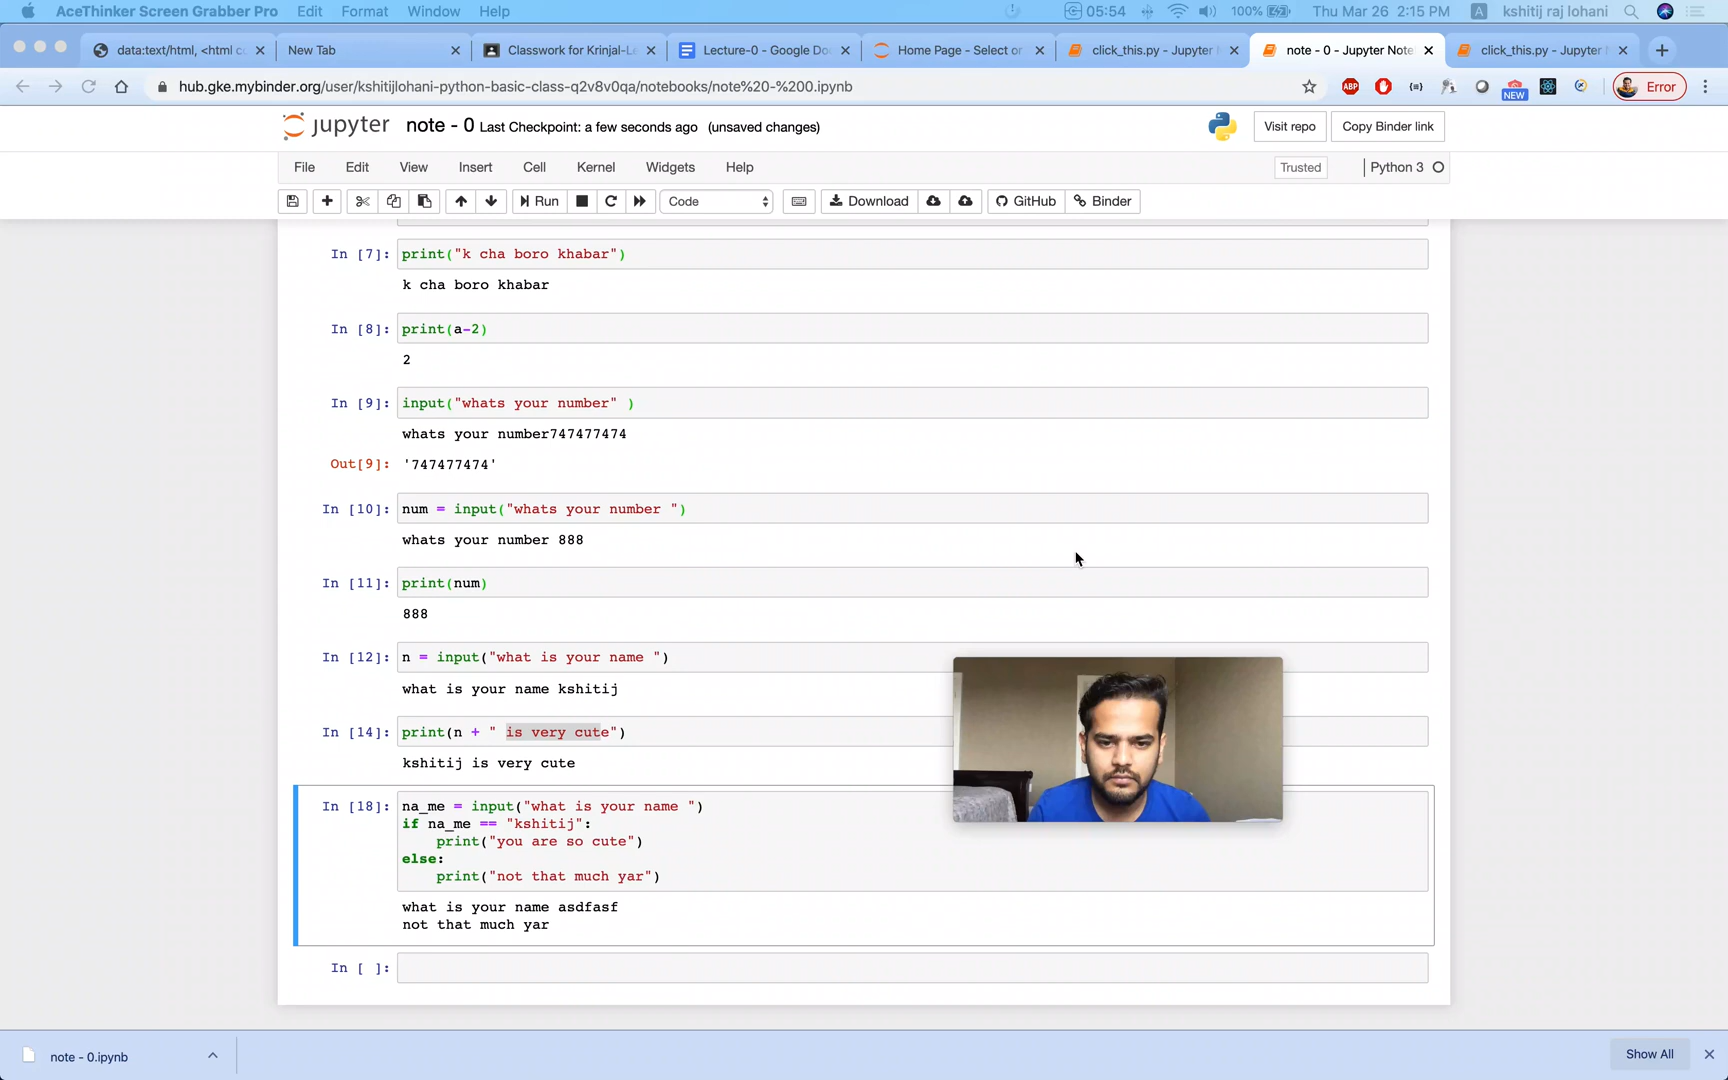 AceThinker Screen Grabber Pro Edit Format Window Help 05:54 100% Thu Mar 26 2:15 PM A kshitij raj lohani
data:text/html, <html c New Tab Classwork for Krinjal-Le Lecture-0 - Google Do Home Page - Select or click_this.py - Jupyter note - 0 - Jupyter Note click_this.py - Jupyter
hub.gke.mybinder.org/user/kshitijlohani-python-basic-class-q2v8v0qa/notebooks/note%20-%200.ipynb ABP NEW Error
jupyter note - 0 Last Checkpoint: a few seconds ago (unsaved changes) Visit repo Copy Binder link
File Edit View Insert Cell Kernel Widgets Help Trusted Python 3
Run Code Download GitHub Binder
In [7]: print("k cha boro khabar")
k cha boro khabar
In [8]: print(a-2)
2
In [9]: input("whats your number" )
whats your number747477474
Out[9]: '747477474'
In [10]: num = input("whats your number ")
whats your number 888
In [11]: print(num)
888
In [12]: n = input("what is your name ")
what is your name kshitij
In [14]: print(n + " is very cute")
kshitij is very cute
In [18]: na_me = input("what is your name ")
if na_me == "kshitij":
print("you are so cute")
else:
print("not that much yar")
what is your name asdfasf
not that much yar
In [ ]:
note - 0.ipynb Show All